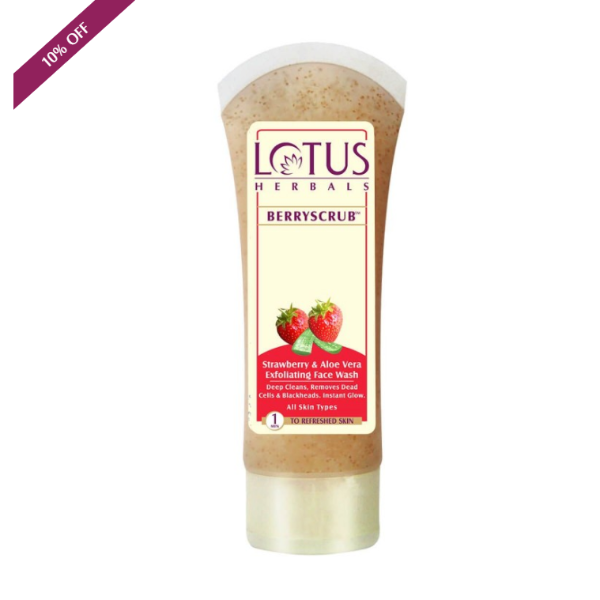 10% OFF
LOTUS
HERBALS
BERRYSCRUB™
Strawberry & Aloe Vera
Exfoliating Face Wash
Deep Cleans, Removes Dead
Cells & Blackheads. Instant Glow.
All Skin Types
1 TO REFRESHED SKIN